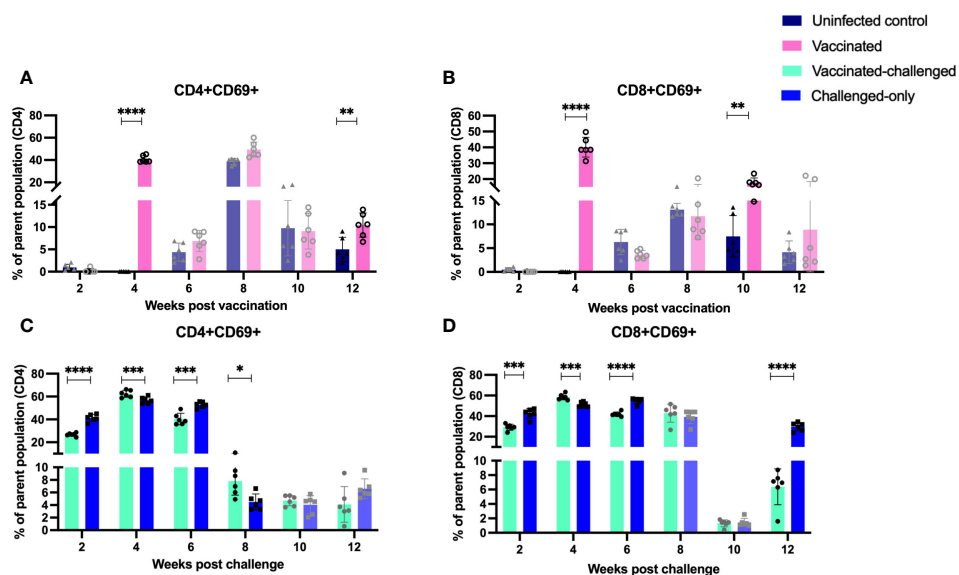 Uninfected control
Vaccinated
Vaccinated-challenged
Challenged-only
A
CD4+CD69+
% of parent population (CD4)
80
60
40
20
15
10
5
0
**** **
2 4 6 8 10 12
Weeks post vaccination
B
CD8+CD69+
% of parent population (CD8)
50
40
30
20
15
10
5
0
**** **
2 4 6 8 10 12
Weeks post vaccination
C
CD4+CD69+
% of parent population (CD4)
80
60
40
20
10
8
6
4
2
0
**** *** *** *
2 4 6 8 10 12
Weeks post challenge
D
CD8+CD69+
% of parent population (CD8)
80
60
40
20
10
8
6
4
2
0
*** *** **** ****
2 4 6 8 10 12
Weeks post challenge